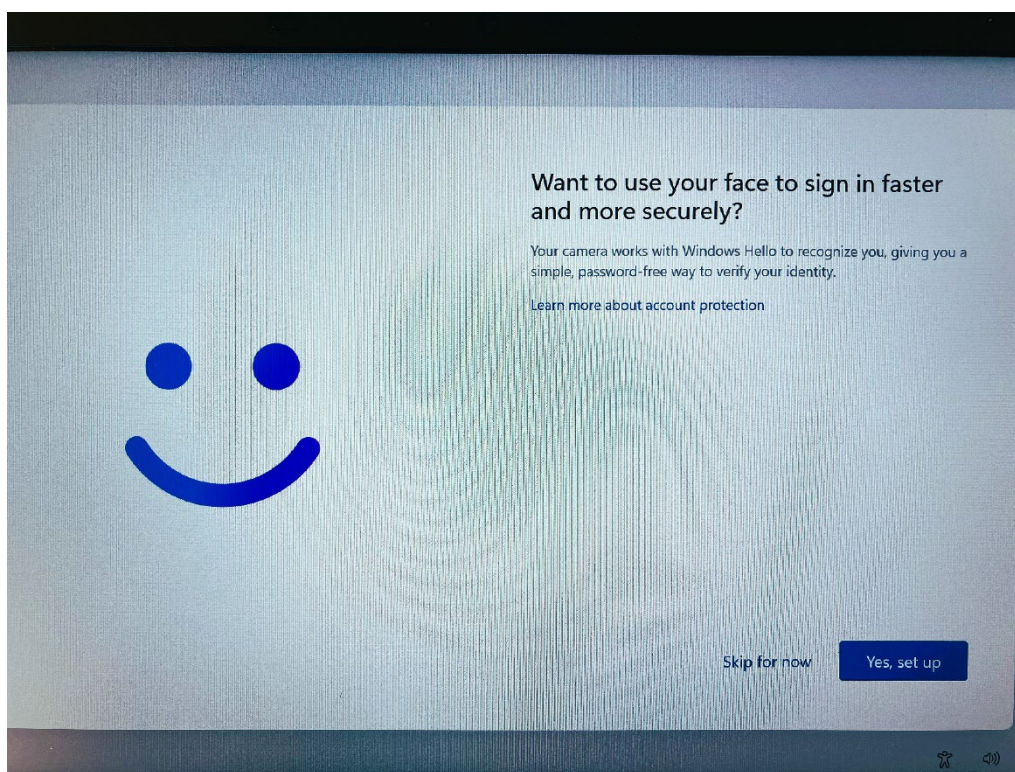 Want to use your face to sign in faster
and more securely?
Your camera works with Windows Hello to recognize you, giving you a
simple, password-free way to verify your identity.
Learn more about account protection
Skip for now
Yes, set up